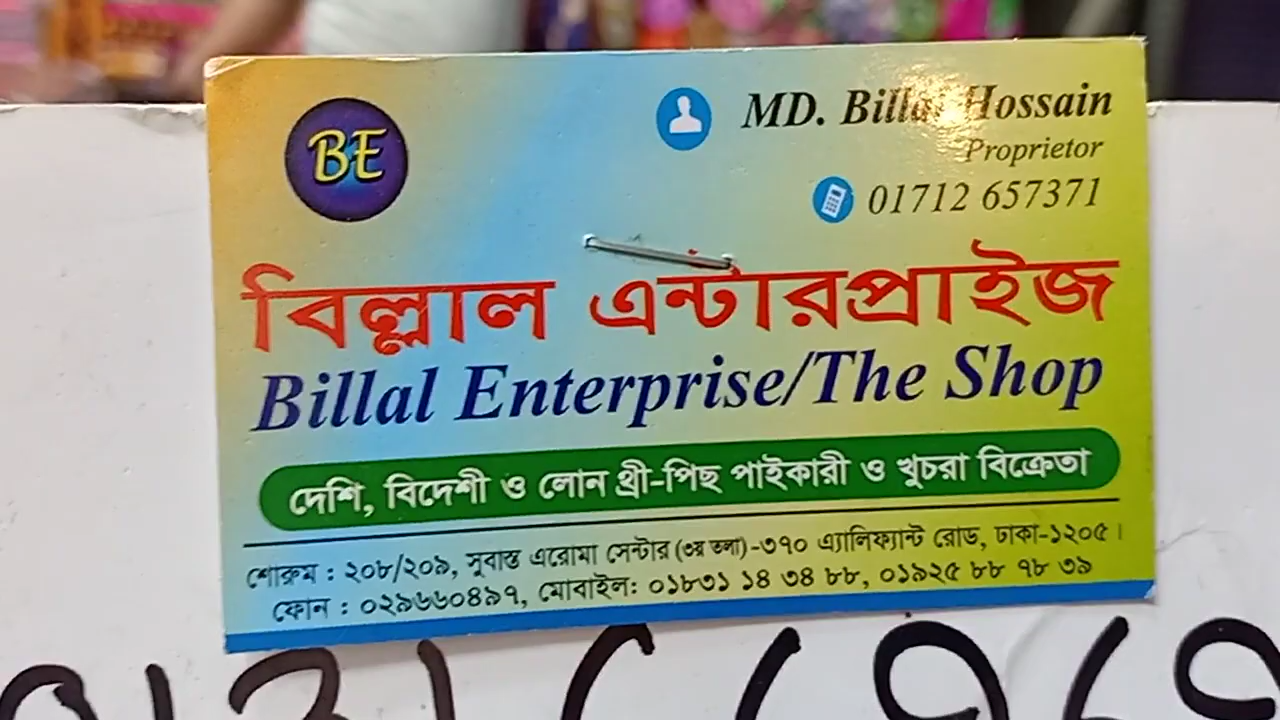 BE
MD. Billal Hossain
Proprietor
01712 657371
বিল্লাল এন্টারপ্রাইজ
Billal Enterprise/The Shop
দেশি, বিদেশী ও লোন থ্রী-পিছ পাইকারী ও খুচরা বিক্রেতা
শোরুম : ২০৮/২০৯, সুবাস্ত এরোমা সেন্টার (৩য় তলা)-৩৭০ এ্যালিফ্যান্ট রোড, ঢাকা-১২০৫।
ফোন : ০২৯৬৬০৪৯৭, মোবাইল: ০১৮৩১ ১৪ ৩৪ ৮৮, ০১৯২৫ ৮৮ ৭৮ ৩৯